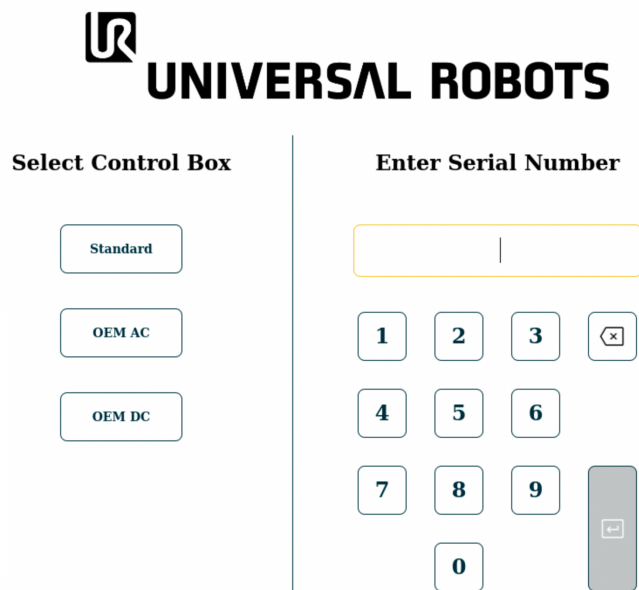 UR
UNIVERSAL ROBOTS
Select Control Box
Enter Serial Number
Standard
OEM AC
OEM DC
1 2 3
4 5 6
7 8 9
0